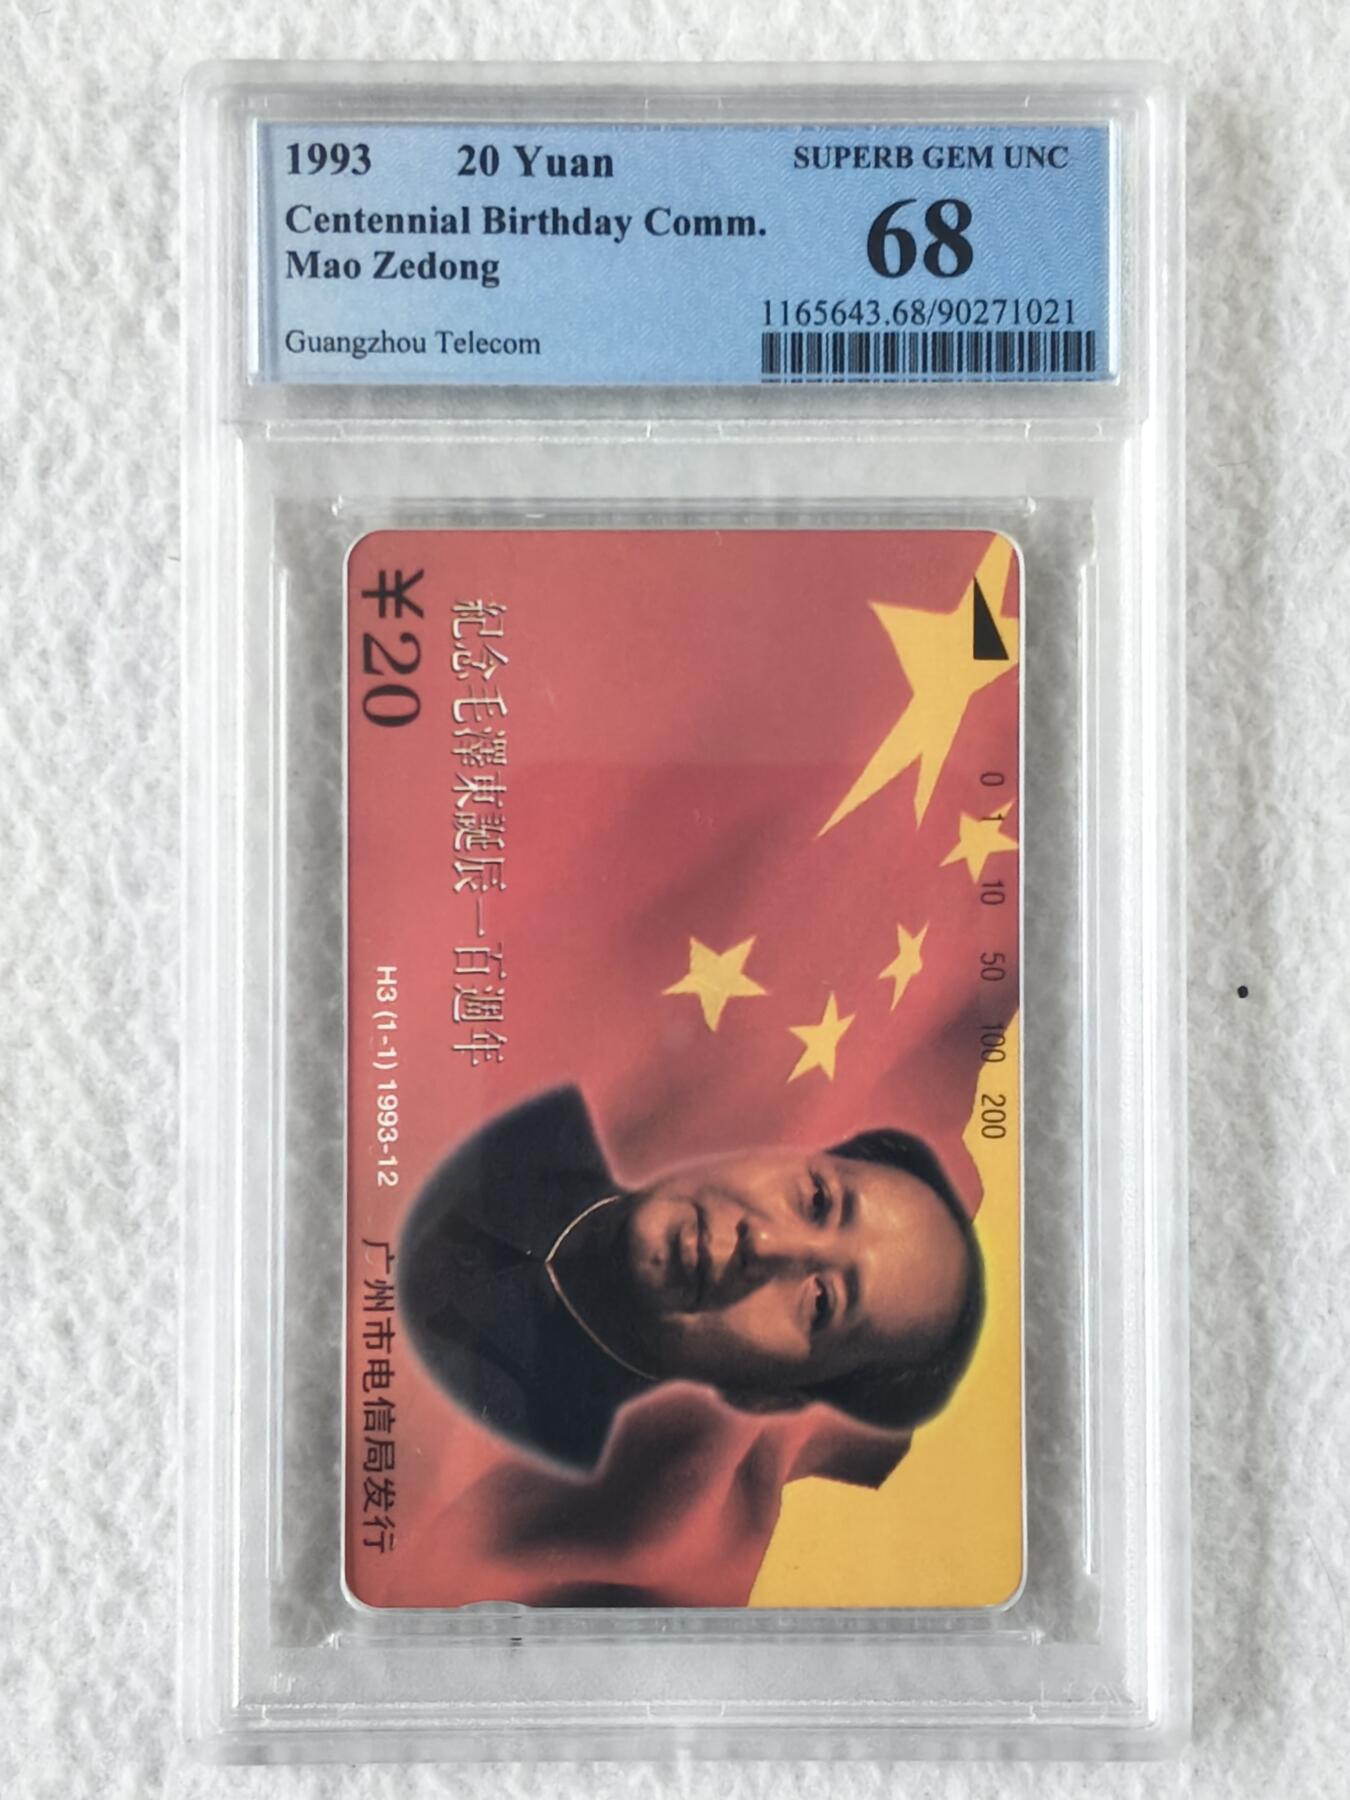 1993 20 Yuan
Centennial Birthday Comm.
Mao Zedong
Guangzhou Telecom
SUPERB GEM UNC
68
1165643.68/90271021
0 1 10 50 100 200
紀念毛澤東誕辰一百週年
¥20
H3 (1-1) 1993-12
广州市电信局发行